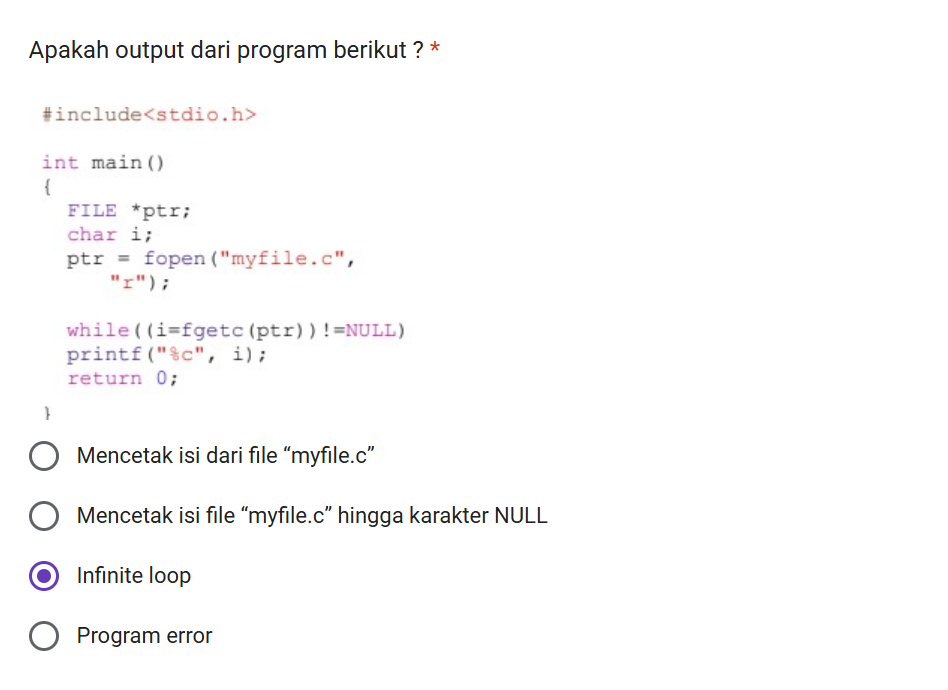 Apakah output dari program berikut ? *
#include<stdio.h>
int main()
{
FILE *ptr;
char i;
ptr = fopen("myfile.c",
"r");
while((i=fgetc(ptr))!=NULL)
printf("%c", i);
return 0;
}
Mencetak isi dari file “myfile.c”
Mencetak isi file “myfile.c” hingga karakter NULL
Infinite loop
Program error